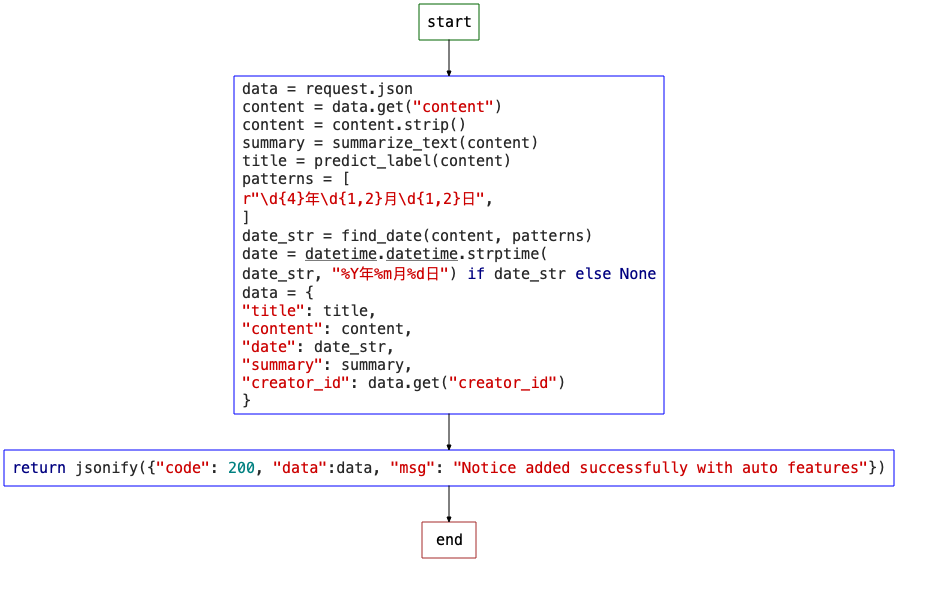 start
data = request.json
content = data.get("content")
content = content.strip()
summary = summarize_text(content)
title = predict_label(content)
patterns = [
r"\d{4}年\d{1,2}月\d{1,2}日",
]
date_str = find_date(content, patterns)
date = datetime.datetime.strptime(
date_str, "%Y年%m月%d日") if date_str else None
data = {
"title": title,
"content": content,
"date": date_str,
"summary": summary,
"creator_id": data.get("creator_id")
}
return jsonify({"code": 200, "data":data, "msg": "Notice added successfully with auto features"})
end